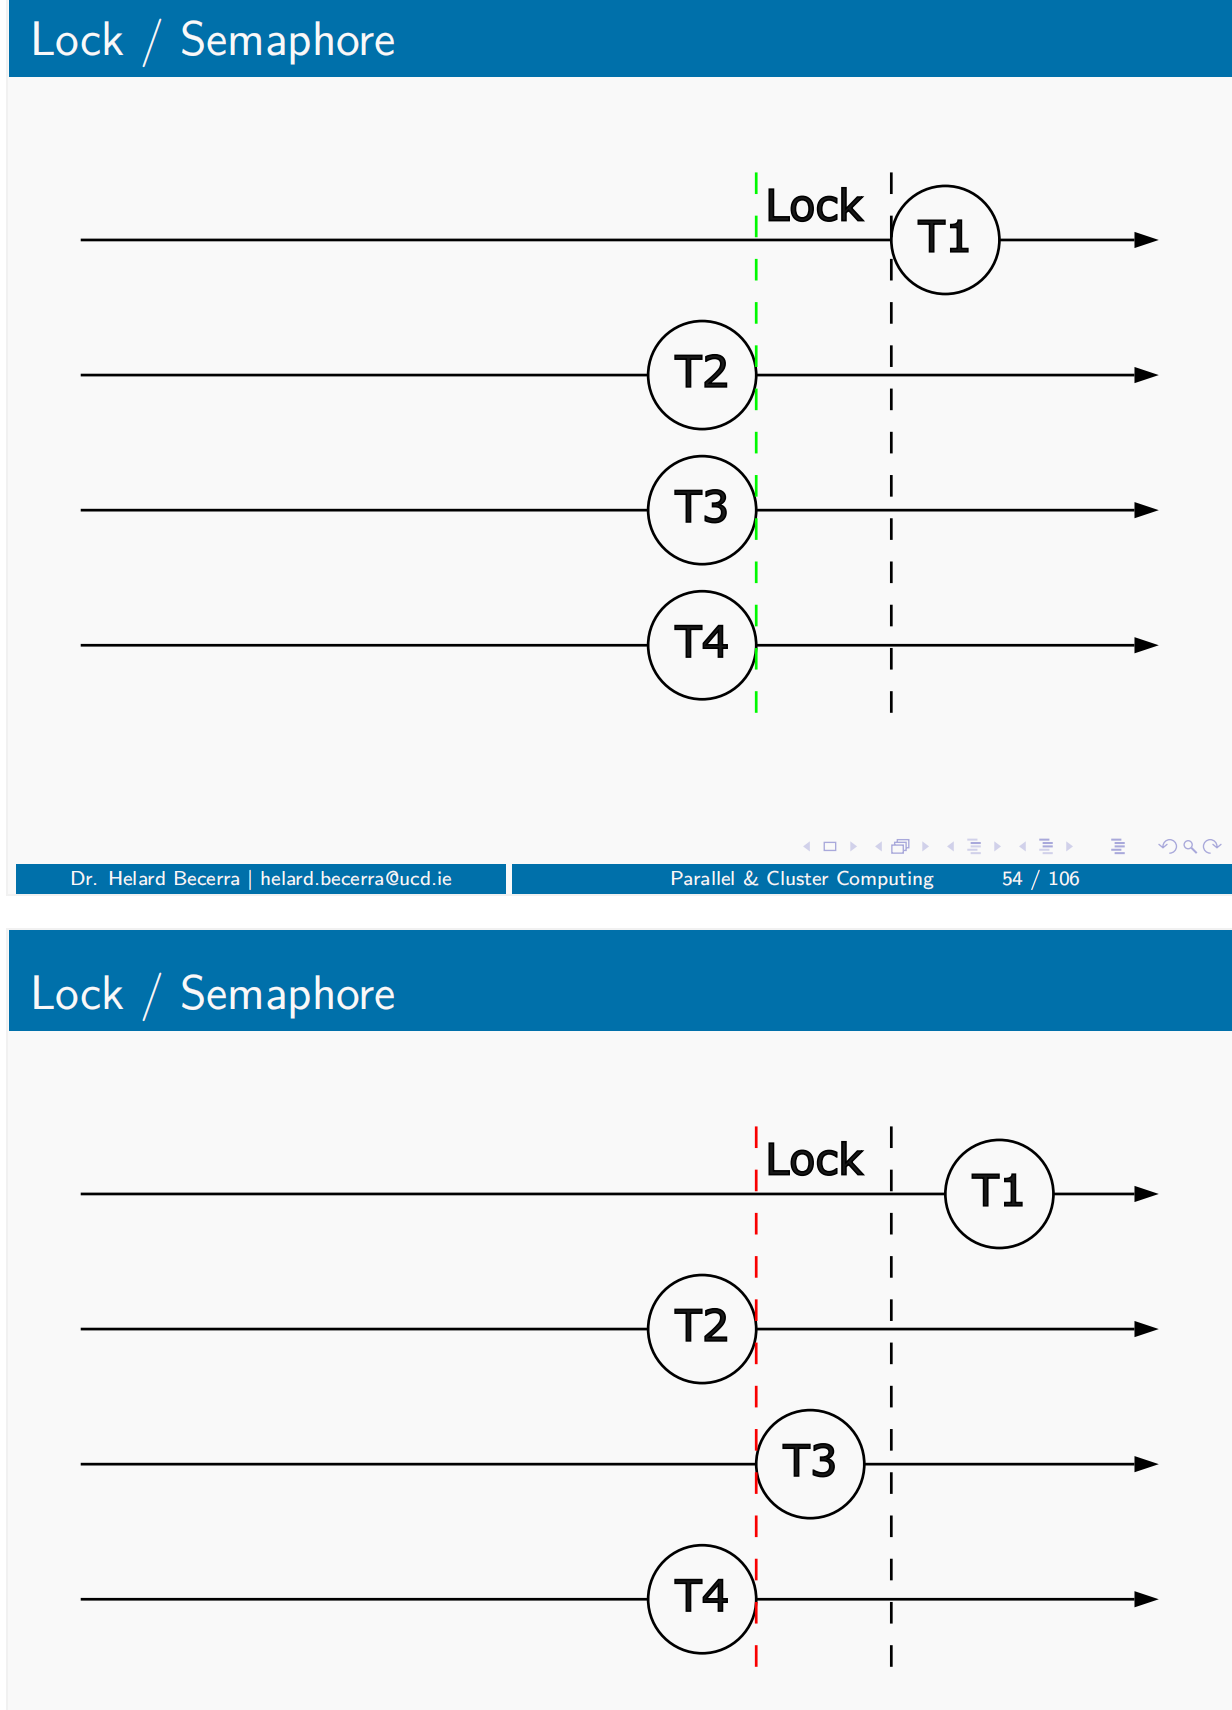 Lock / Semaphore
Lock
T1
T2
T3
T4
Dr. Helard Becerra | helard.becerra@ucd.ie Parallel & Cluster Computing 54 / 106
Lock / Semaphore
Lock
T1
T2
T3
T4